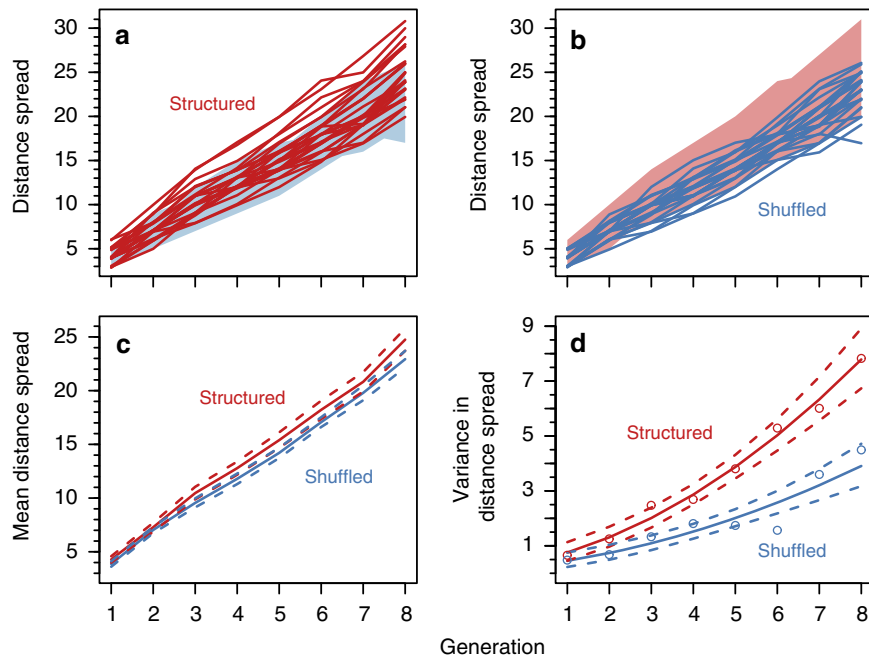 a
Distance spread
30
25
20
15
10
5
Structured
b
Distance spread
30
25
20
15
10
5
Shuffled
c
Mean distance spread
25
20
15
10
5
Structured
Shuffled
1 2 3 4 5 6 7 8
d
Variance in
distance spread
9
7
5
3
1
Structured
Shuffled
1 2 3 4 5 6 7 8
Generation